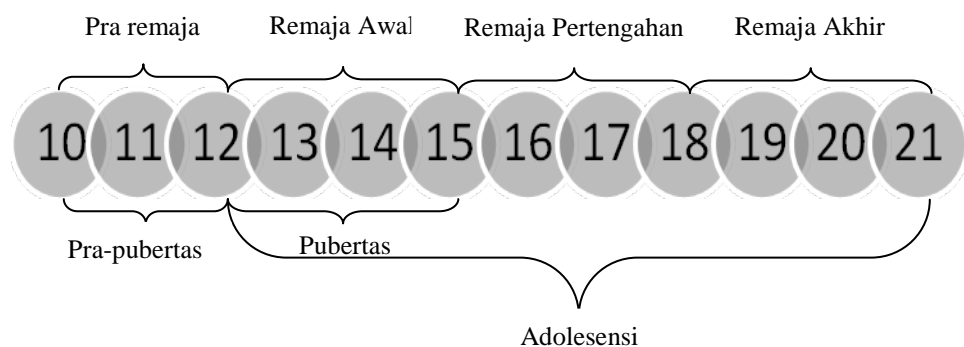 Pra remaja Remaja Awal Remaja Pertengahan Remaja Akhir
10 11 12 13 14 15 16 17 18 19 20 21
Pra-pubertas Pubertas
Adolesensi